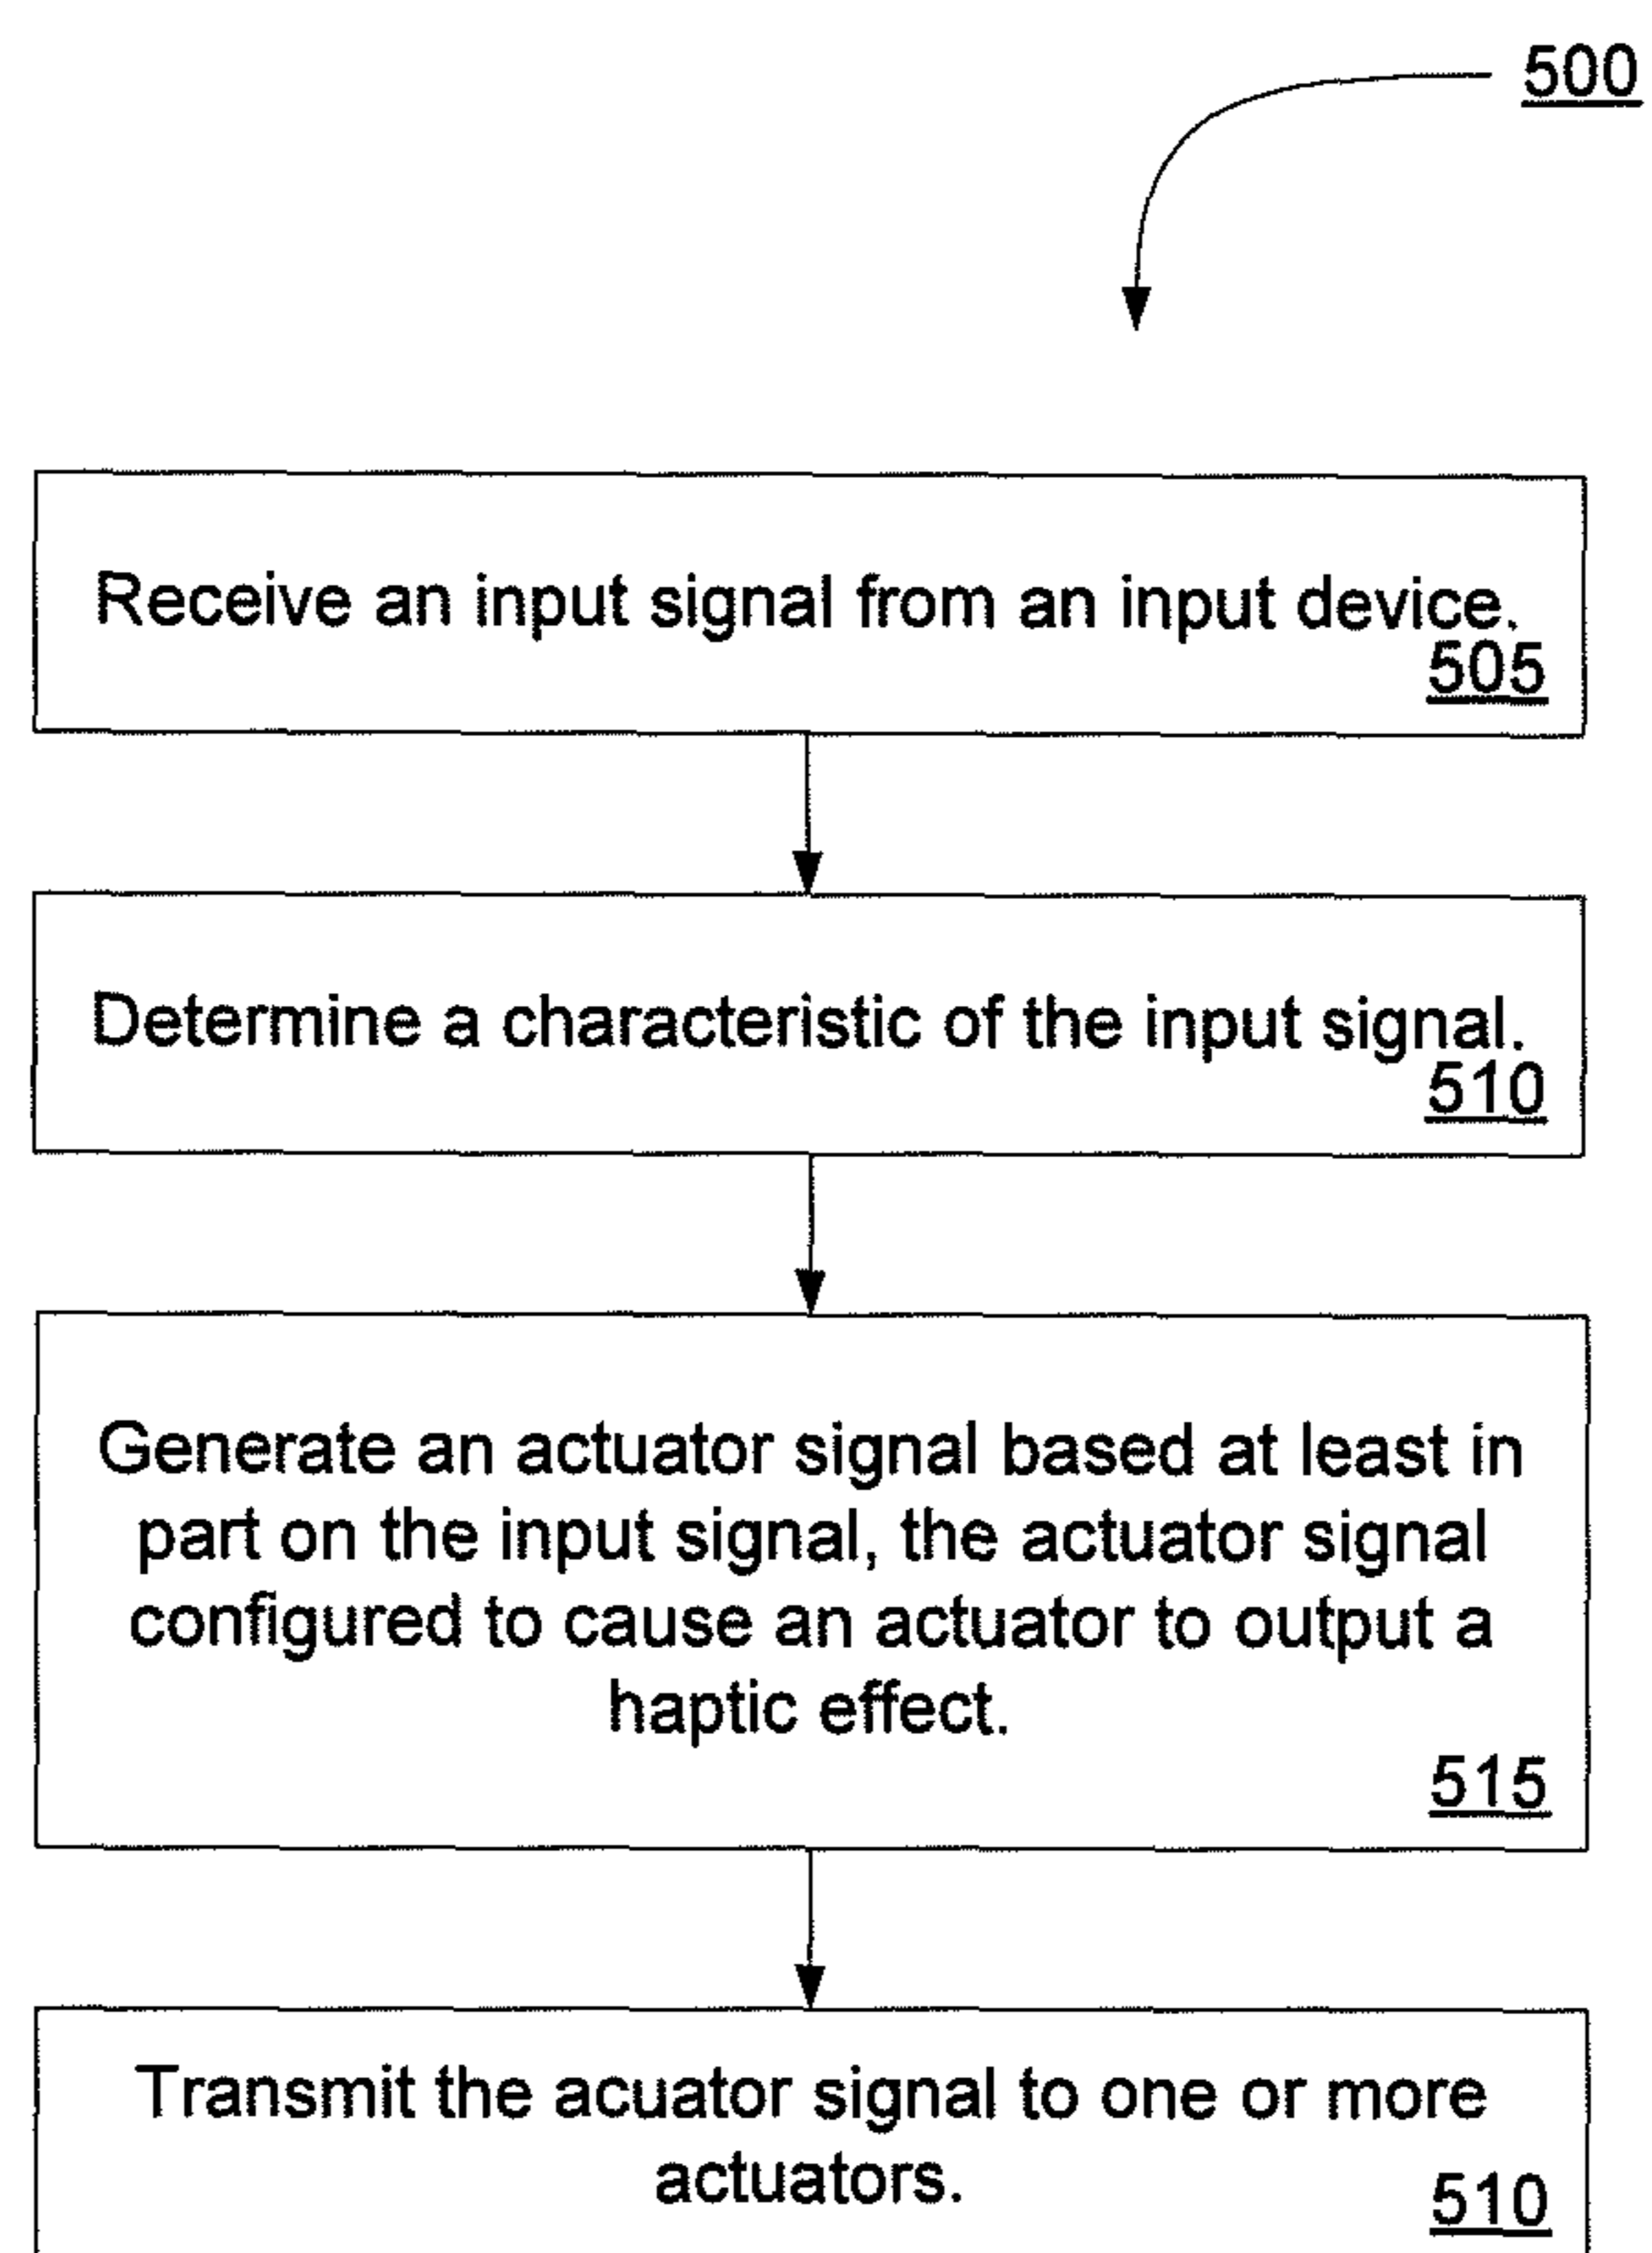 500
Receive an input signal from an input device.
505
Determine a characteristic of the input signal.
510
Generate an actuator signal based at least in
part on the input signal, the actuator signal
configured to cause an actuator to output a
haptic effect.
515
Transmit the acuator signal to one or more
actuators.
510